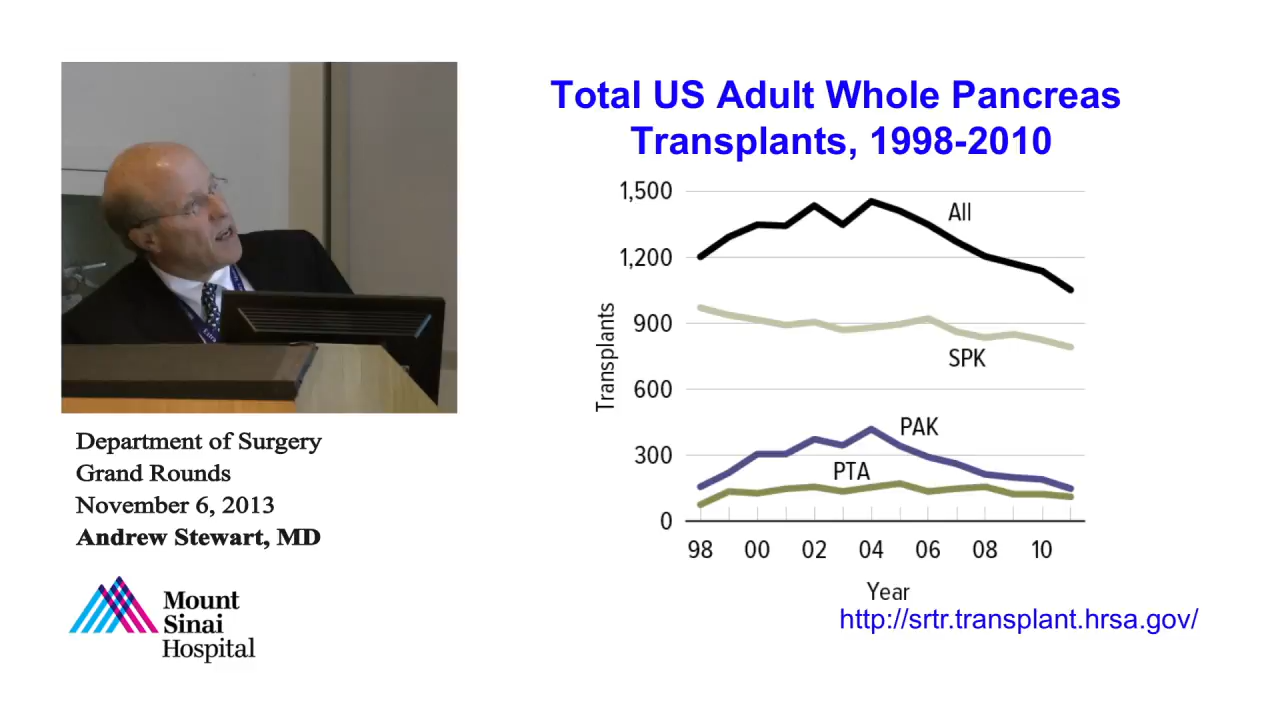 Total US Adult Whole Pancreas
Transplants, 1998-2010
1,500
1,200
900
600
300
0
Transplants
All
SPK
PAK
PTA
98 00 02 04 06 08 10
Year
http://srtr.transplant.hrsa.gov/
Department of Surgery
Grand Rounds
November 6, 2013
Andrew Stewart, MD
Mount
Sinai
Hospital